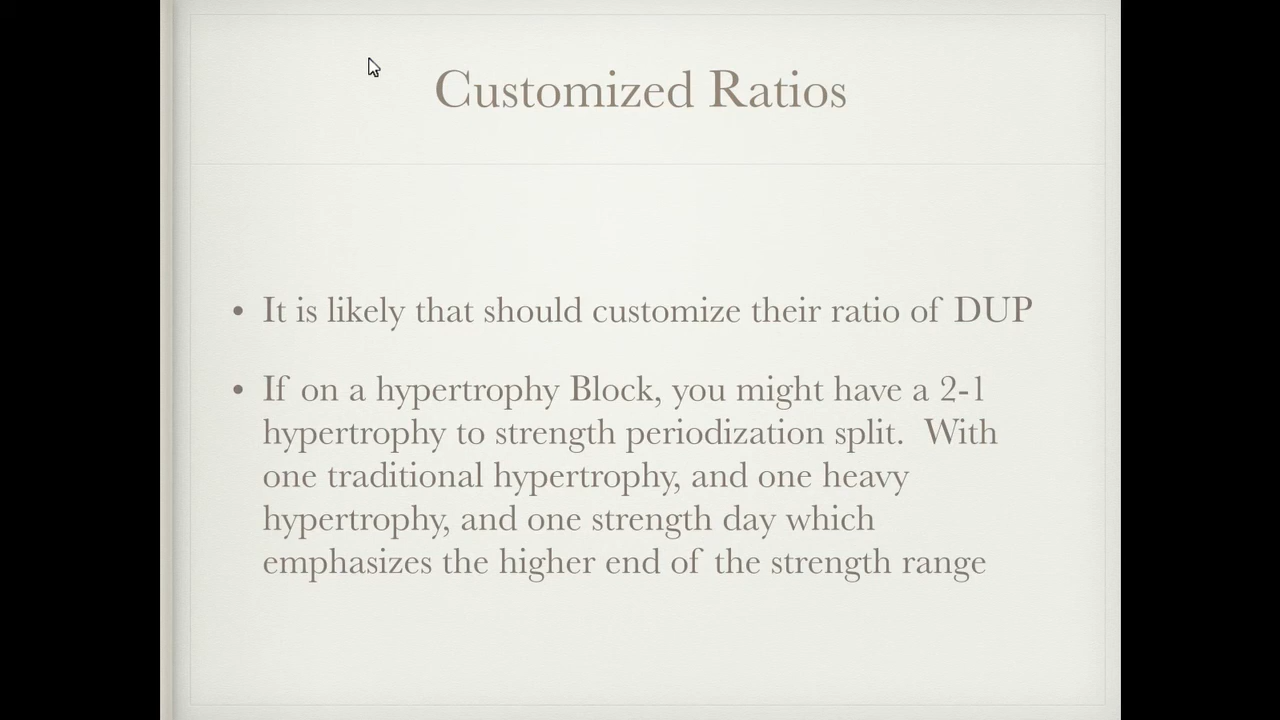 Customized Ratios
• It is likely that should customize their ratio of DUP
• If on a hypertrophy Block, you might have a 2-1
hypertrophy to strength periodization split. With
one traditional hypertrophy, and one heavy
hypertrophy, and one strength day which
emphasizes the higher end of the strength range